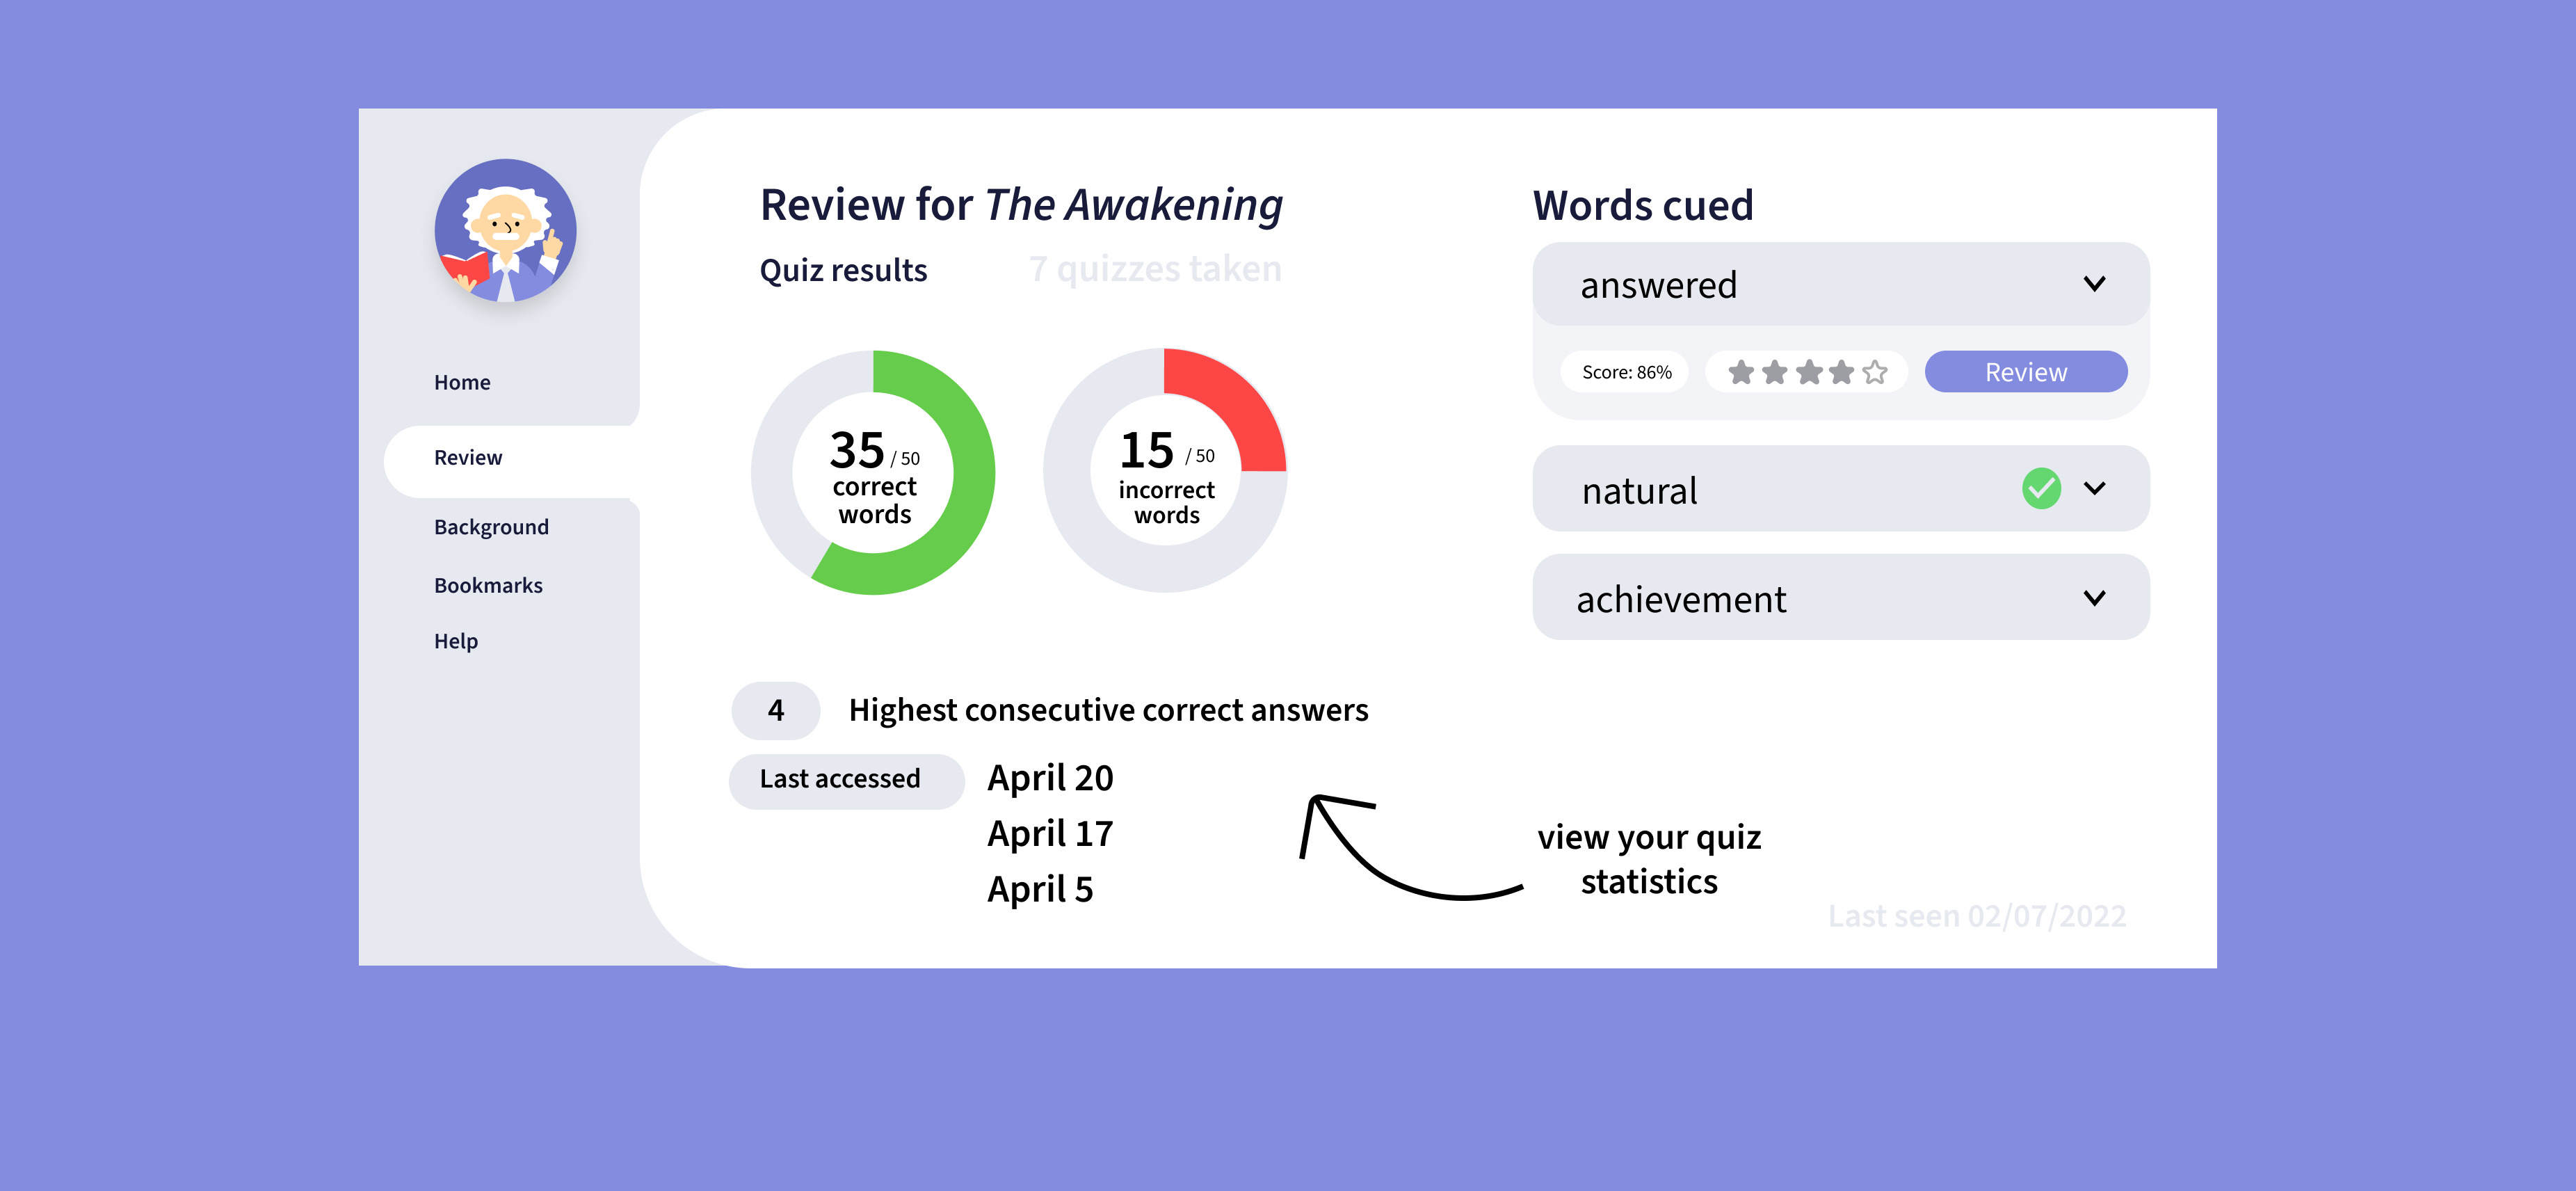 Home
Review
Background
Bookmarks
Help
Review for The Awakening
Quiz results
7 quizzes taken
35 / 50
correct
words
15 / 50
incorrect
words
4
Highest consecutive correct answers
Last accessed
April 20
April 17
April 5
Words cued
answered
Score: 86%
Review
natural
achievement
view your quiz
statistics
Last seen 02/07/2022